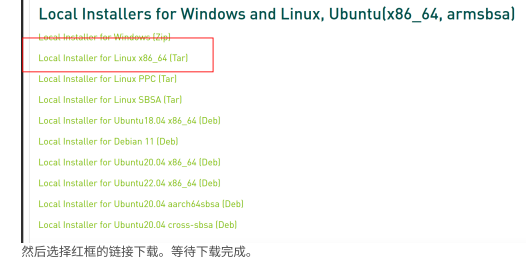 Local Installers for Windows and Linux, Ubuntu(x86_64, armsbsa)
Local Installer for Windows (Zip)
Local Installer for Linux x86_64 (Tar)
Local Installer for Linux PPC (Tar)
Local Installer for Linux SBSA (Tar)
Local Installer for Ubuntu18.04 x86_64 (Deb)
Local Installer for Debian 11 (Deb)
Local Installer for Ubuntu20.04 x86_64 (Deb)
Local Installer for Ubuntu22.04 x86_64 (Deb)
Local Installer for Ubuntu20.04 aarch64sbsa (Deb)
Local Installer for Ubuntu20.04 cross-sbsa (Deb)
然后选择红框的链接下载。等待下载完成。